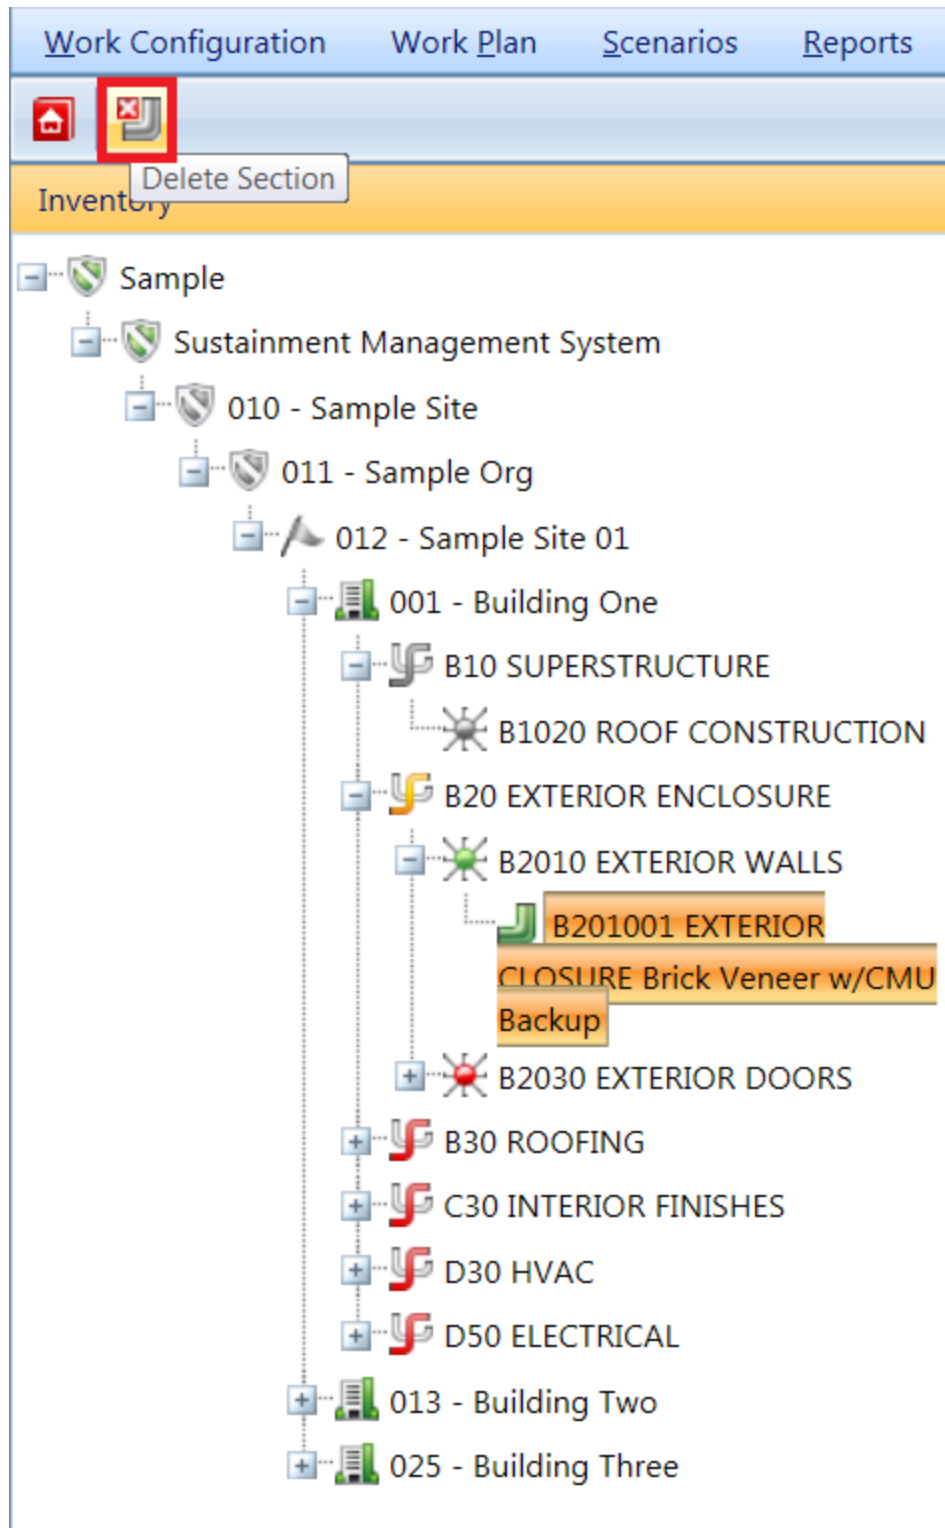 Work Configuration Work Plan Scenarios Reports
Delete Section
Inventory
Sample
Sustainment Management System
010 - Sample Site
011 - Sample Org
012 - Sample Site 01
001 - Building One
B10 SUPERSTRUCTURE
B1020 ROOF CONSTRUCTION
B20 EXTERIOR ENCLOSURE
B2010 EXTERIOR WALLS
B201001 EXTERIOR
CLOSURE Brick Veneer w/CMU
Backup
B2030 EXTERIOR DOORS
B30 ROOFING
C30 INTERIOR FINISHES
D30 HVAC
D50 ELECTRICAL
013 - Building Two
025 - Building Three